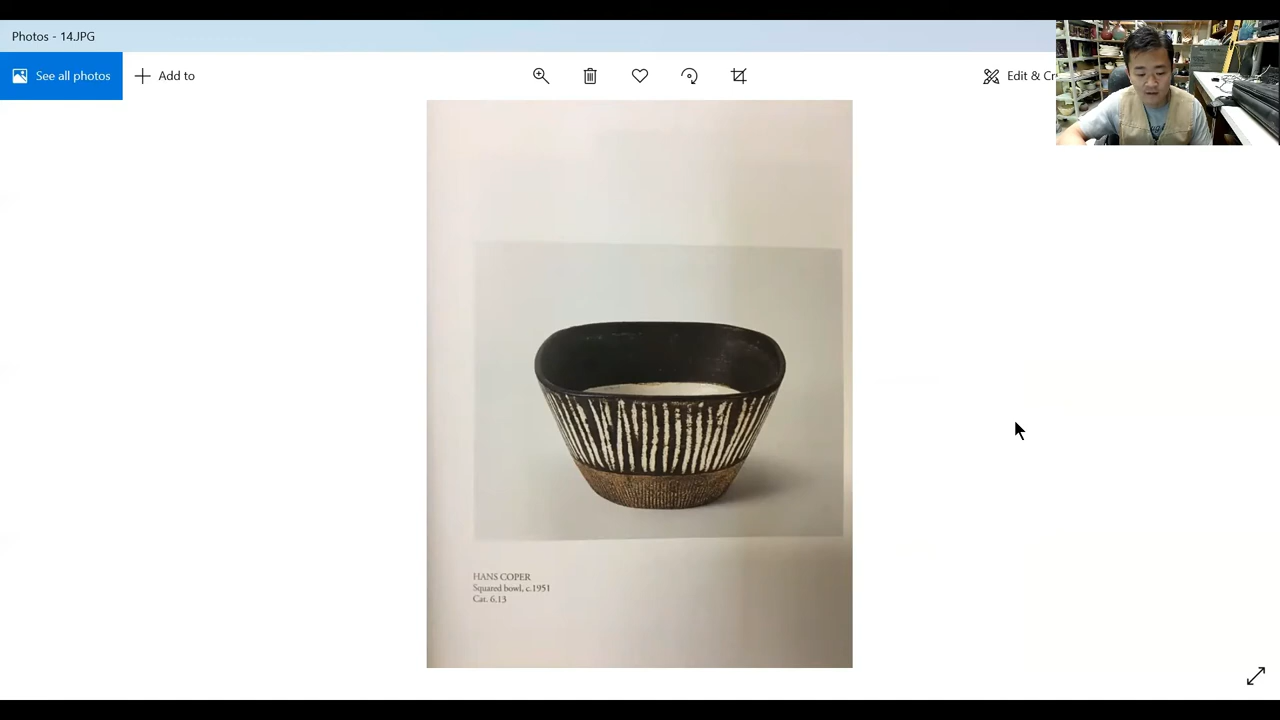 Photos - 14.JPG
See all photos
Add to
Edit & Cr
HANS COPER
Squared bowl, c.1951
Cat. 6.13